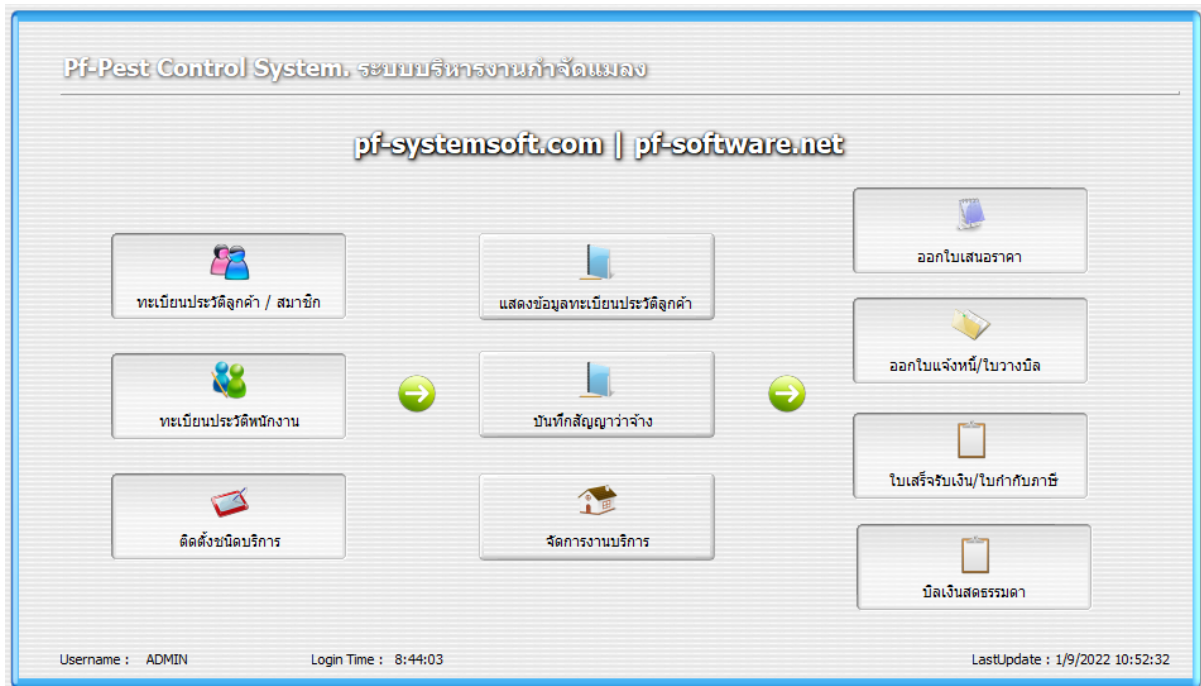 Pf-Pest Control System. ระบบบริหารงานกำจัดแมลง
pf-systemsoft.com | pf-software.net
ทะเบียนประวัติลูกค้า / สมาชิก
แสดงข้อมูลทะเบียนประวัติลูกค้า
ออกใบเสนอราคา
ทะเบียนประวัติพนักงาน
บันทึกสัญญาว่าจ้าง
ออกใบแจ้งหนี้/ใบวางบิล
ติดตั้งชนิดบริการ
จัดการงานบริการ
ใบเสร็จรับเงิน/ใบกำกับภาษี
บิลเงินสดธรรมดา
Username : ADMIN Login Time : 8:44:03 LastUpdate : 1/9/2022 10:52:32